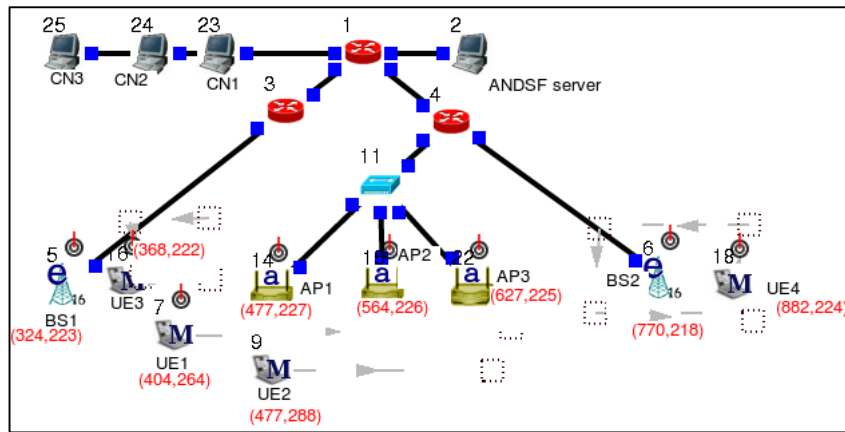 25 24 23 1 2
CN3 CN2 CN1 ANDSF server
3 4
11
5 16 14 22 6 18
(368,222)
e a a a e M
16 UE3 M AP1 AP2 AP3 BS2 16 UE4
BS1 (477,227) (564,226) (627,225) (770,218) (882,224)
(324,223)
7
M
UE1
(404,264)
9
M
UE2
(477,288)